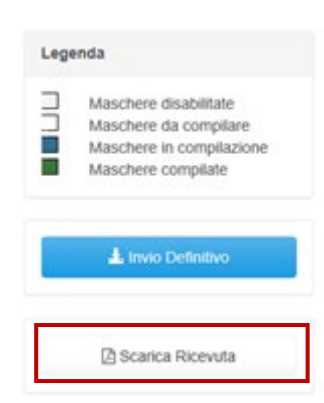 Legenda
Maschere disabilitate
Maschere da compilare
Maschere in compilazione
Maschere compilate
Invio Definitivo
Scarica Ricevuta